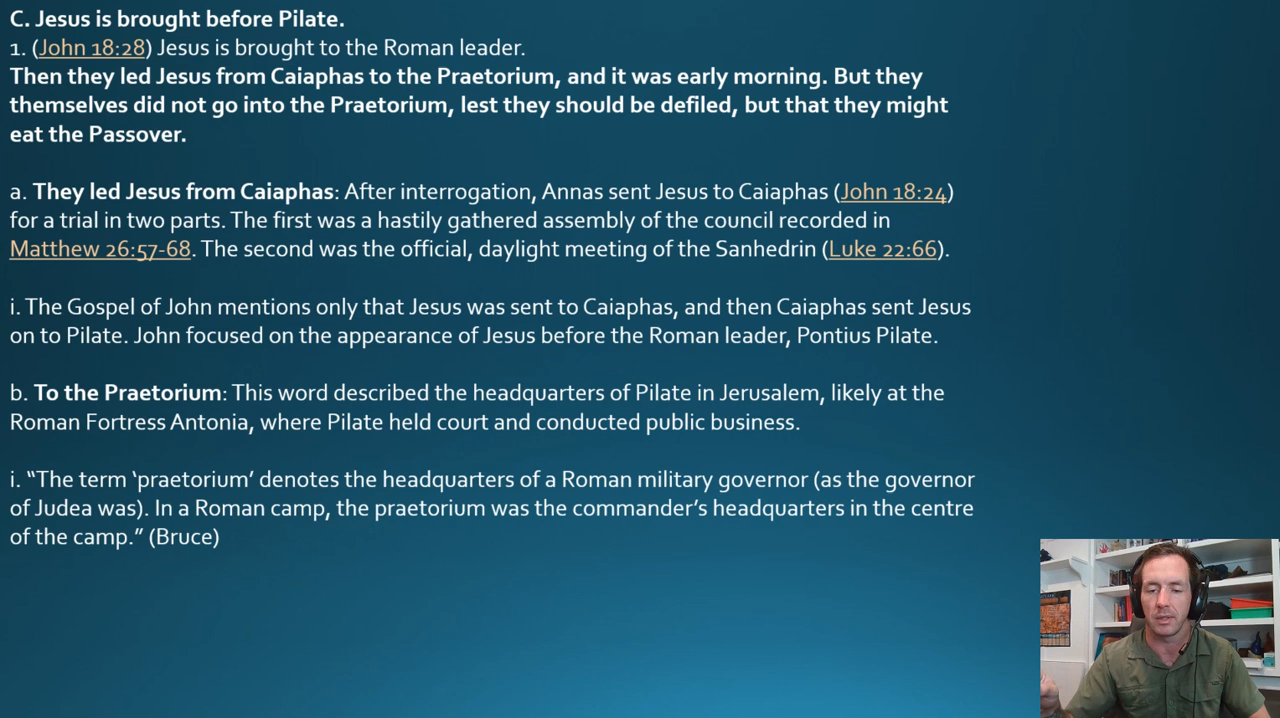 C. Jesus is brought before Pilate.
1. (John 18:28) Jesus is brought to the Roman leader.
Then they led Jesus from Caiaphas to the Praetorium, and it was early morning. But they
themselves did not go into the Praetorium, lest they should be defiled, but that they might
eat the Passover.
a. They led Jesus from Caiaphas: After interrogation, Annas sent Jesus to Caiaphas (John 18:24)
for a trial in two parts. The first was a hastily gathered assembly of the council recorded in
Matthew 26:57-68. The second was the official, daylight meeting of the Sanhedrin (Luke 22:66).
i. The Gospel of John mentions only that Jesus was sent to Caiaphas, and then Caiaphas sent Jesus
on to Pilate. John focused on the appearance of Jesus before the Roman leader, Pontius Pilate.
b. To the Praetorium: This word described the headquarters of Pilate in Jerusalem, likely at the
Roman Fortress Antonia, where Pilate held court and conducted public business.
i. “The term ‘praetorium’ denotes the headquarters of a Roman military governor (as the governor
of Judea was). In a Roman camp, the praetorium was the commander’s headquarters in the centre
of the camp.” (Bruce)